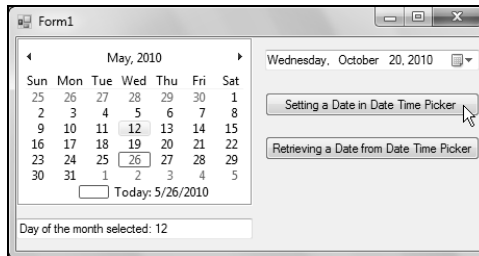 Form1
May, 2010
Sun Mon Tue Wed Thu Fri Sat
25 26 27 28 29 30 1
2 3 4 5 6 7 8
9 10 11 12 13 14 15
16 17 18 19 20 21 22
23 24 25 26 27 28 29
30 31 1 2 3 4 5
Today: 5/26/2010
Day of the month selected: 12
Wednesday, October 20, 2010
Setting a Date in Date Time Picker
Retrieving a Date from Date Time Picker